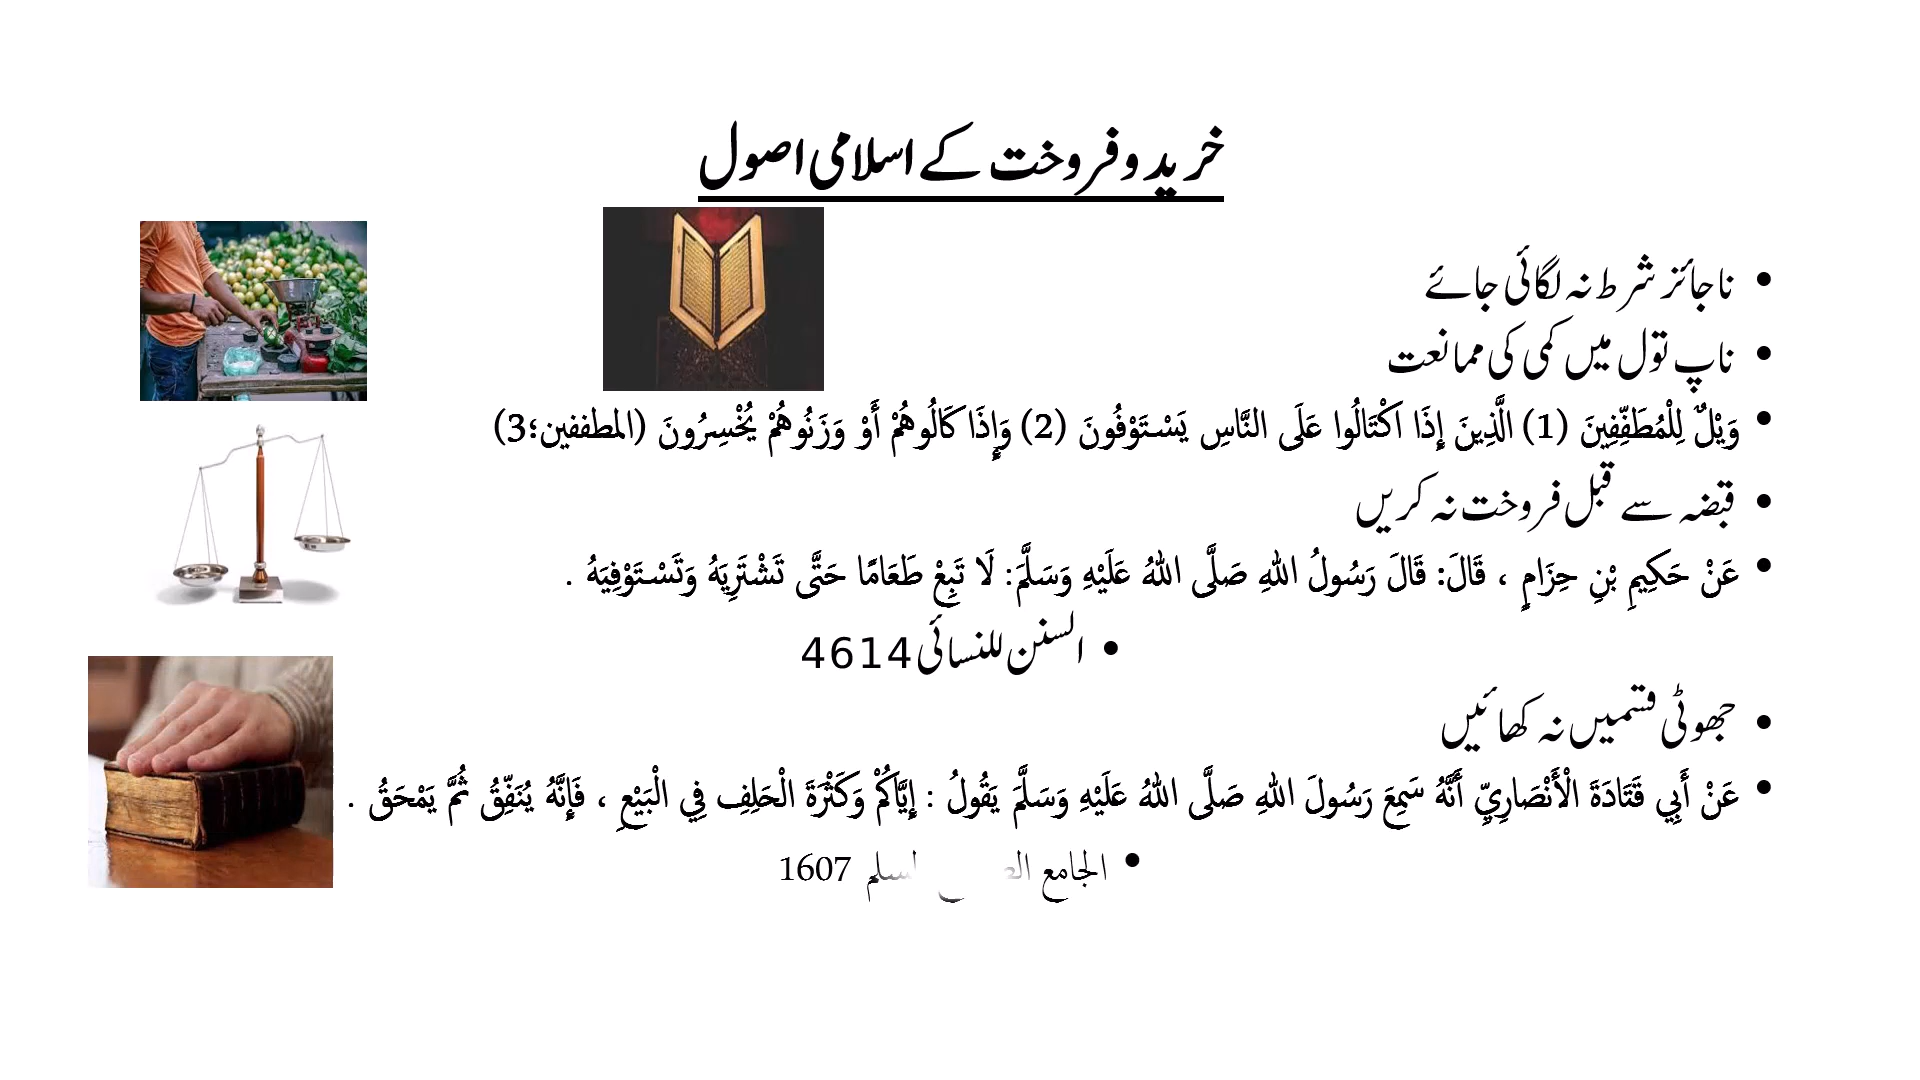 خرید وفروخت کے اسلامی اصول
ناجائز شرط نہ لگائی جائے
ناپ تول میں کمی کی ممانعت
وَيْلٌ لِلْمُطَفِّفِينَ (1) الَّذِينَ إِذَا اكْتَالُوا عَلَى النَّاسِ يَسْتَوْفُونَ (2) وَإِذَا كَالُوهُمْ أَوْ وَزَنُوهُمْ يُخْسِرُونَ (المطففين؛3)
قبضہ سے قبل فروخت نہ کریں
عَنْ حَكِيمِ بْنِ حِزَامٍ ، قَالَ: قَالَ رَسُولُ اللهِ صَلَّى اللهُ عَلَيْهِ وَسَلَّمَ: لَا تَبِعْ طَعَامًا حَتَّى تَشْتَرِيَهُ وَتَسْتَوْفِيَهُ .
السنن للنسائی4614
جھوٹی قسمیں نہ کھائیں
عَنْ أَبِي قَتَادَةَ الْأَنْصَارِيِّ أَنَّهُ سَمِعَ رَسُولَ اللهِ صَلَّى اللهُ عَلَيْهِ وَسَلَّمَ يَقُولُ : إِيَّاكُمْ وَكَثْرَةَ الْحَلِفِ فِي الْبَيْعِ ، فَإِنَّهُ يُنَفِّقُ ثُمَّ يَمْحَقُ .
الجامع 1607